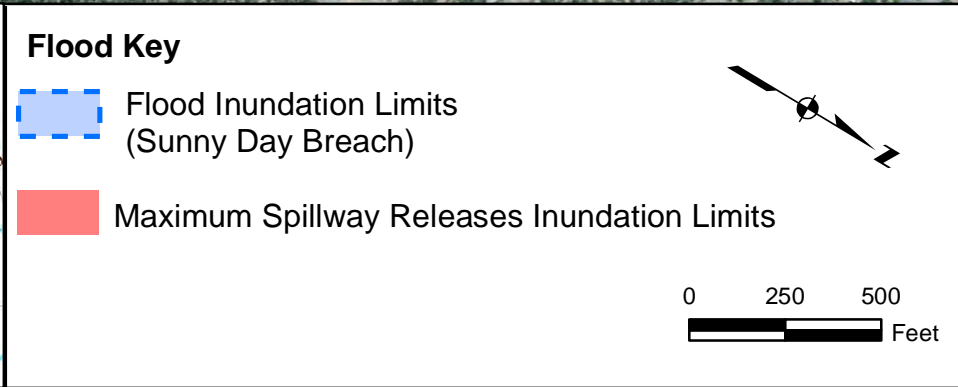 Flood Key
Flood Inundation Limits
(Sunny Day Breach)
N
Maximum Spillway Releases Inundation Limits
0 250 500
Feet